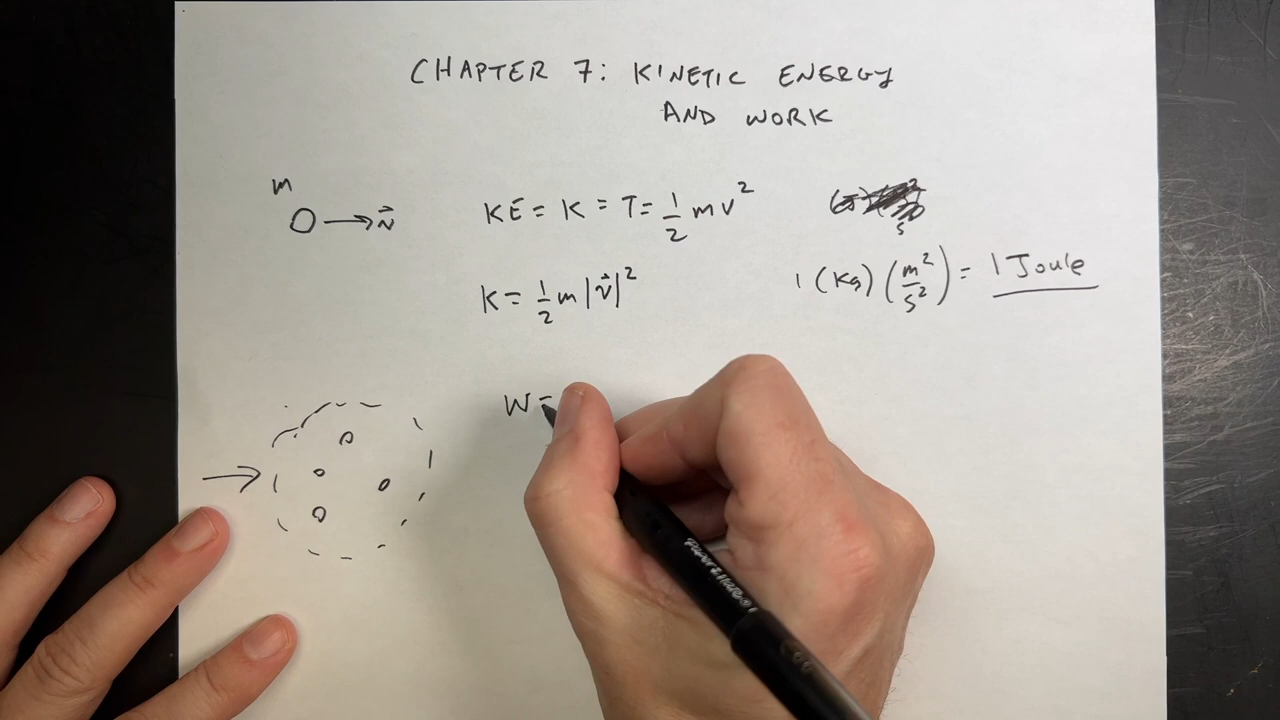 CHAPTER 7: KINETIC ENERGY
AND WORK
m
v⃗
KE = K = T = 1/2 mv²
s
K = 1/2 m|v⃗|²
1 (Kg) (m²/s²) = 1 Joule
W =